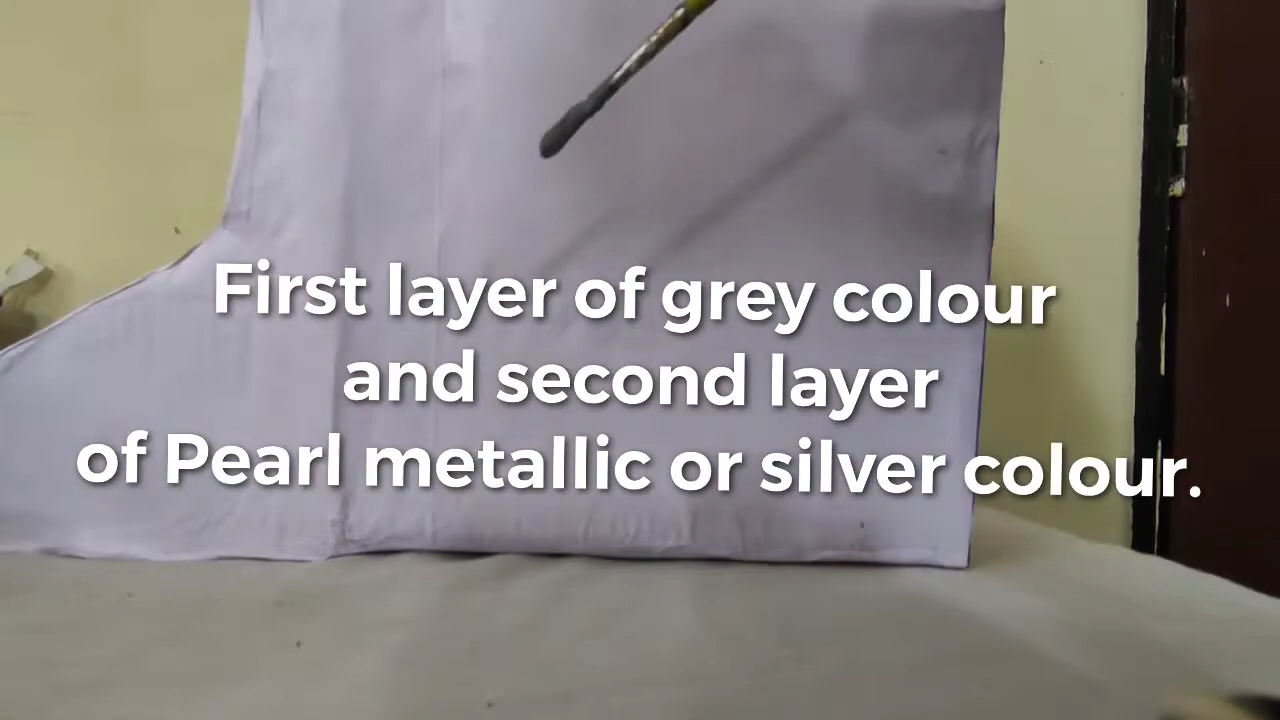 First layer of grey colour
and second layer
of Pearl metallic or silver colour.